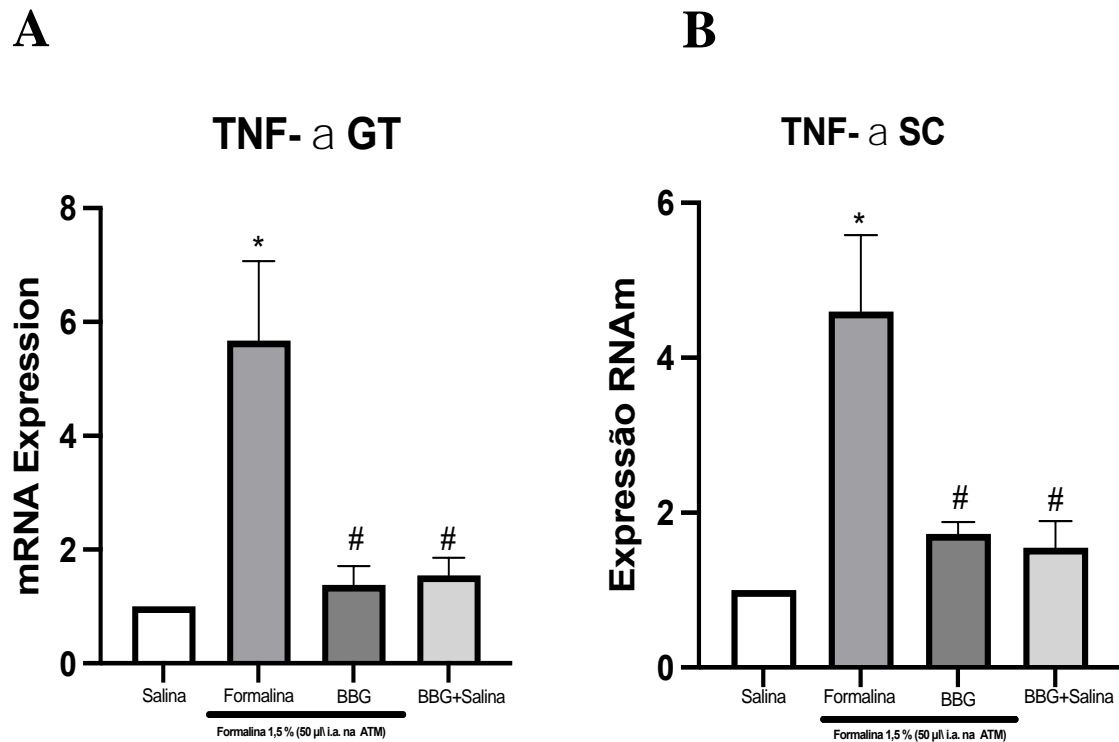 A
TNF- a GT
mRNA Expression
8
6
4
2
0
*
#
#
Salina
Formalina
BBG
BBG+Salina
Formalina 1,5 % (50 µl\ i.a. na ATM)
B
TNF- a SC
Expressão RNAm
6
4
2
0
*
#
#
Salina
Formalina
BBG
BBG+Salina
Formalina 1,5 % (50 µl\ i.a. na ATM)